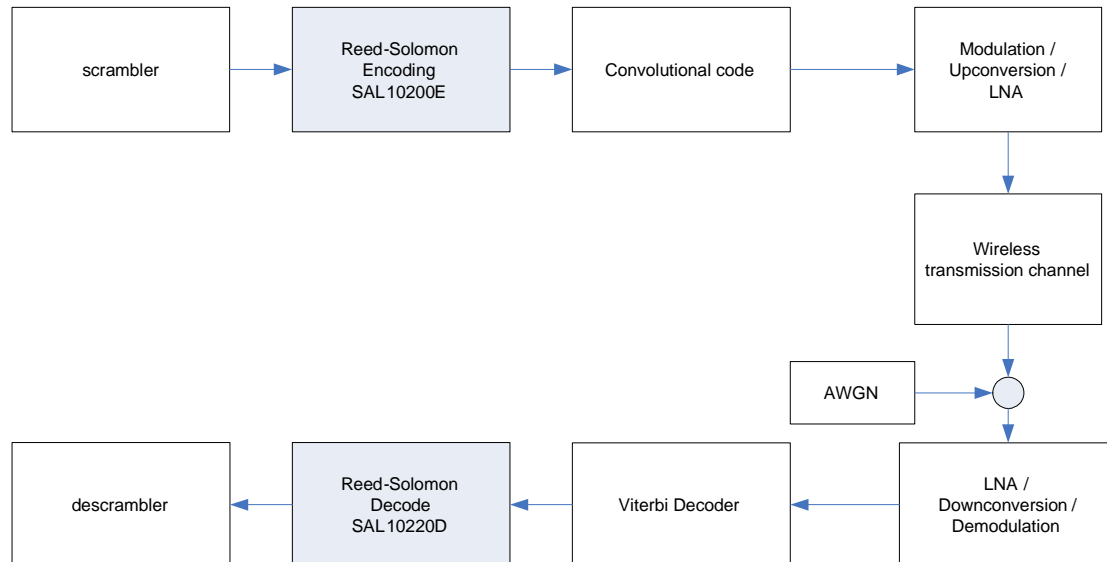 scrambler
Reed-Solomon
Encoding
SAL10200E
Convolutional code
Modulation /
Upconversion /
LNA
Wireless
transmission channel
AWGN
descrambler
Reed-Solomon
Decode
SAL10220D
Viterbi Decoder
LNA /
Downconversion /
Demodulation